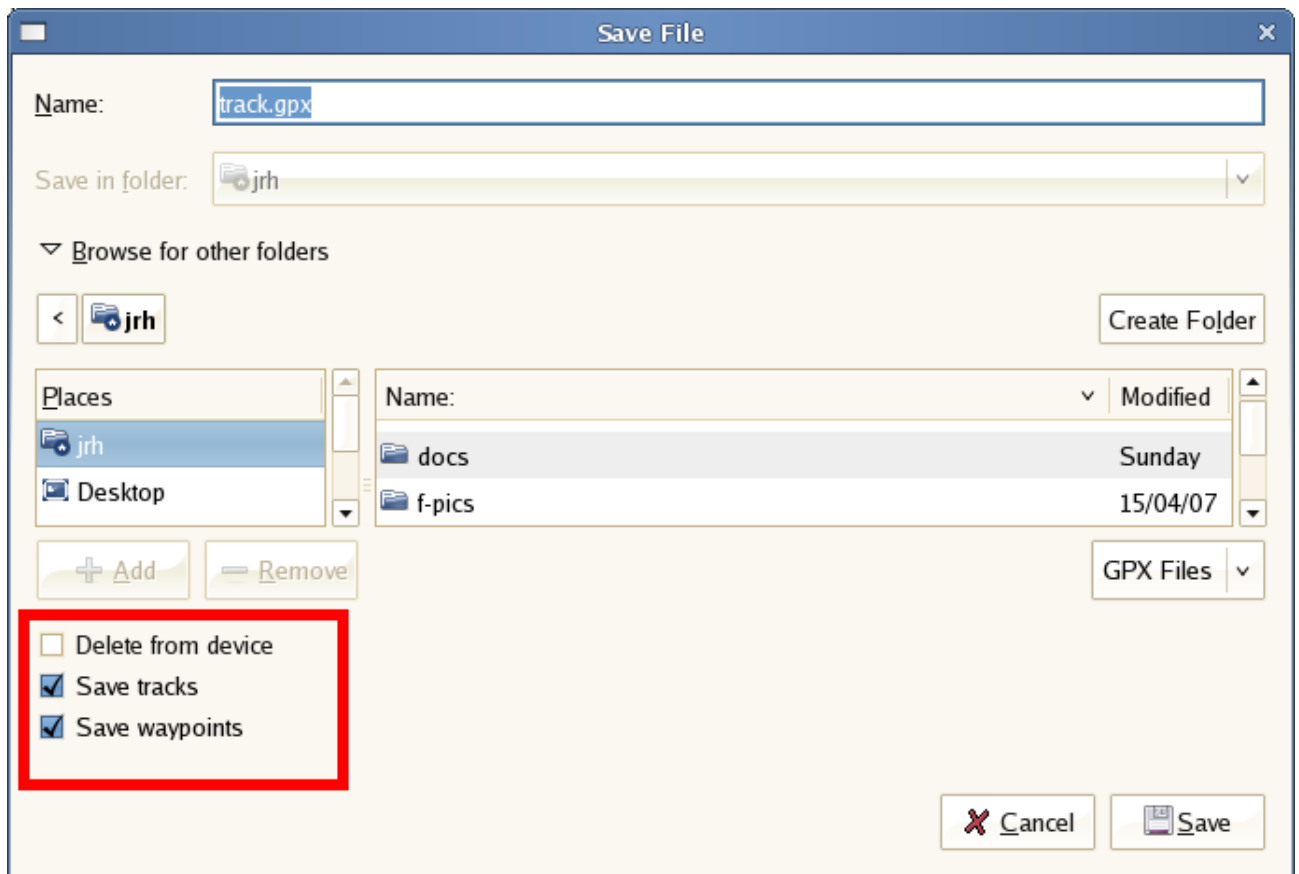 Save File
Name: track.gpx
Save in folder: jrh
Browse for other folders
< jrh Create Folder
Places Name: Modified
jrh docs Sunday
Desktop f-pics 15/04/07
Add Remove GPX Files
Delete from device
Save tracks
Save waypoints
Cancel Save